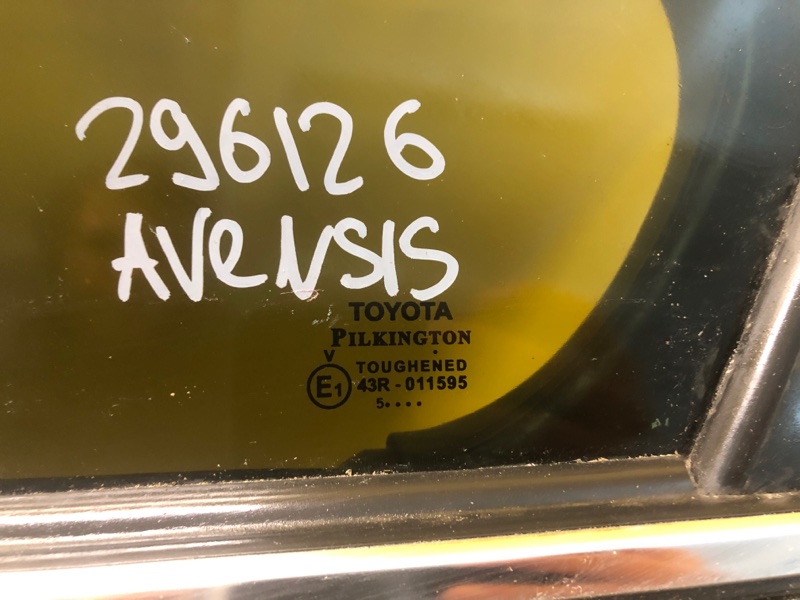 296126
AVeNSIS
TOYOTA
PILKINGTON
V
TOUGHENED
E1 43R - 011595
5••••